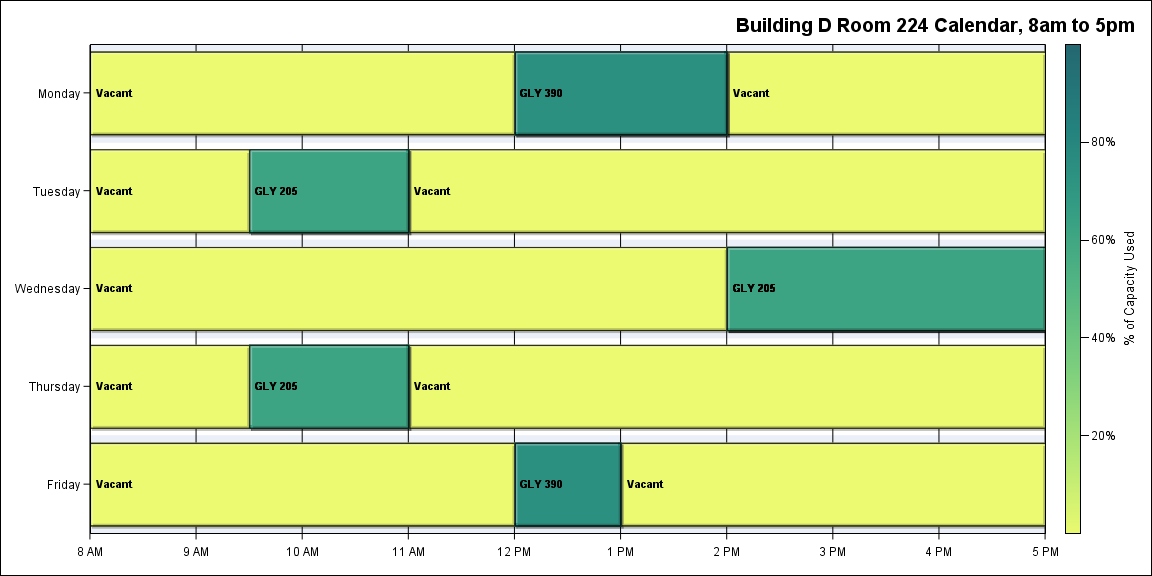 Building D Room 224 Calendar, 8am to 5pm
Monday
Vacant
GLY 390
Vacant
Tuesday
Vacant
GLY 205
Vacant
Wednesday
Vacant
GLY 205
Thursday
Vacant
GLY 205
Vacant
Friday
Vacant
GLY 390
Vacant
8 AM
9 AM
10 AM
11 AM
12 PM
1 PM
2 PM
3 PM
4 PM
5 PM
80%
60%
40%
20%
% of Capacity Used